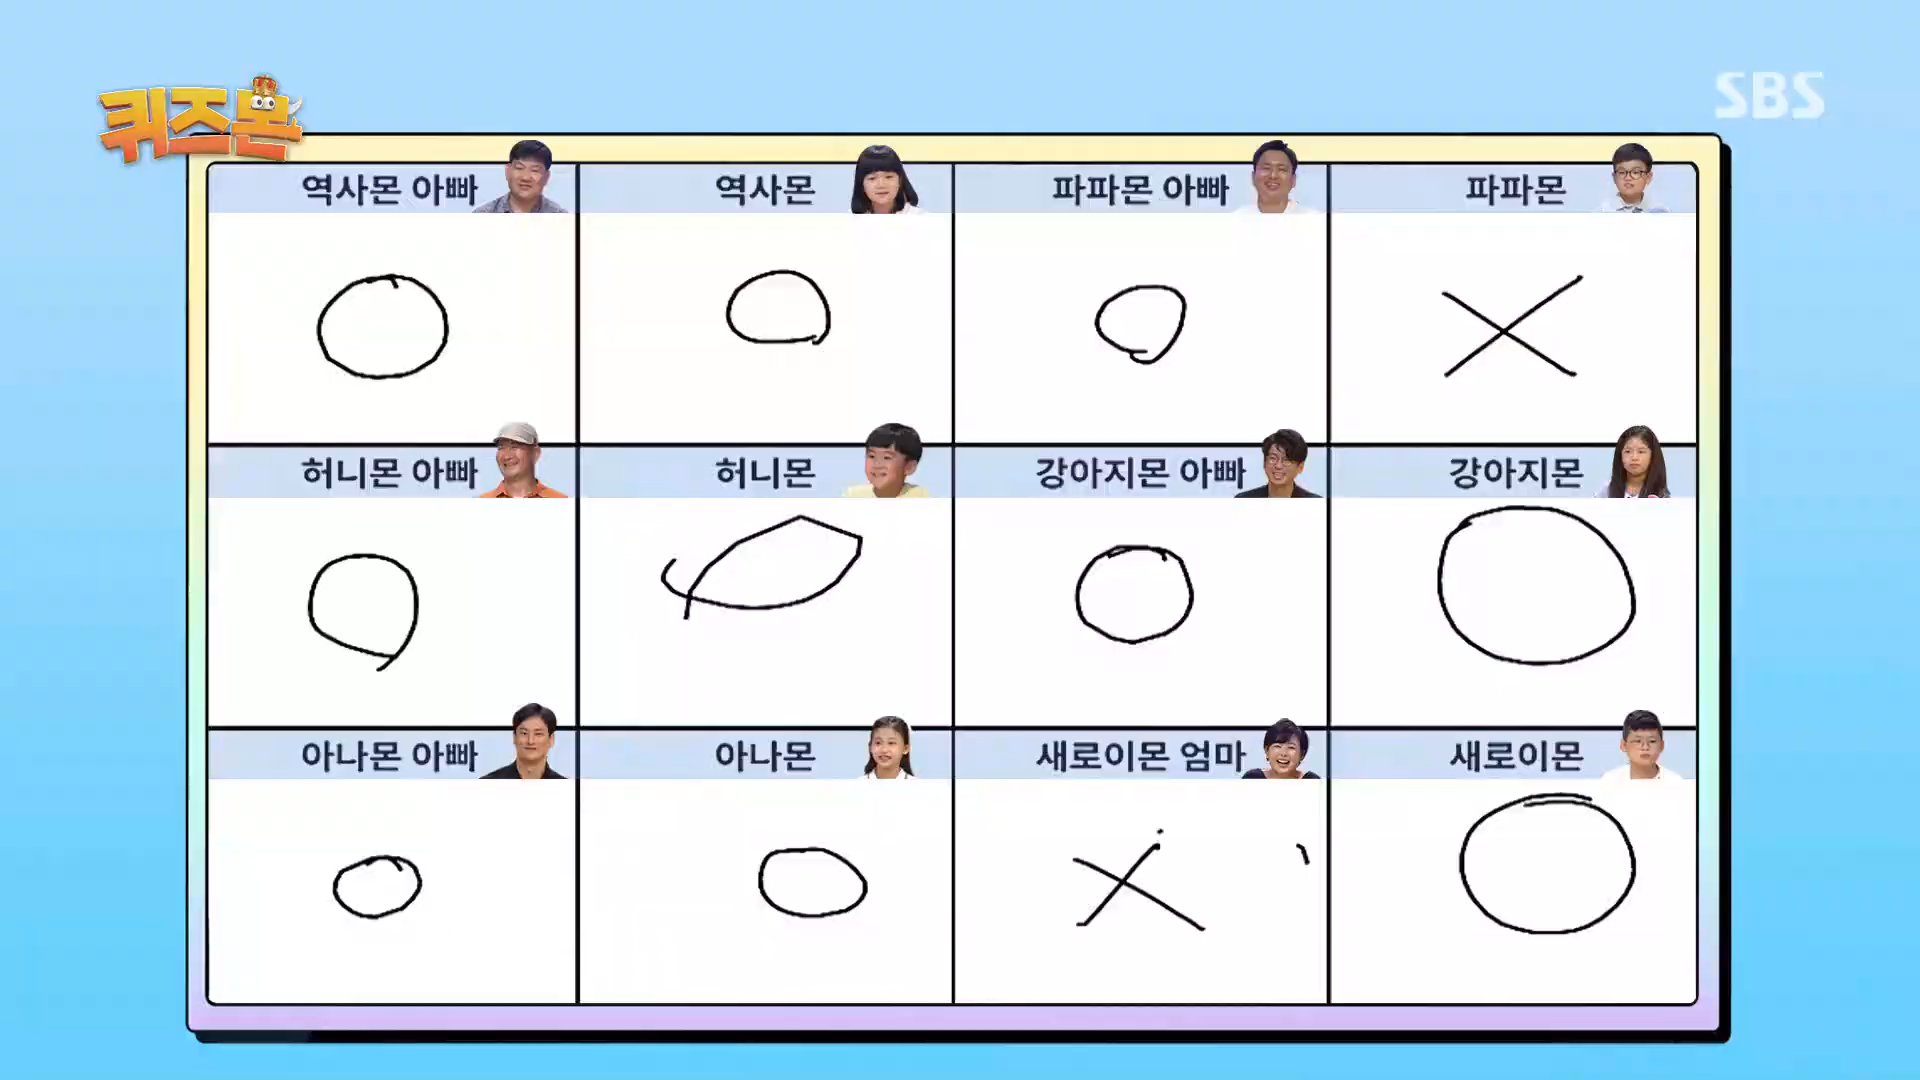 퀴즈몬
SBS
역사몬 아빠
역사몬
파파몬 아빠
파파몬
허니몬 아빠
허니몬
강아지몬 아빠
강아지몬
아나몬 아빠
아나몬
새로이몬 엄마
새로이몬